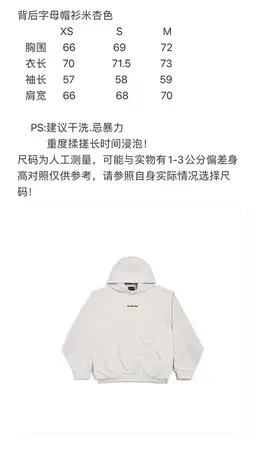 背后字母帽衫米杏色
XS S M
胸围 66 69 72
衣长 70 71.5 73
袖长 57 58 59
肩宽 66 68 70
PS:建议干洗.忌暴力
重度揉搓长时间浸泡！
尺码为人工测量，可能与实物有1-3公分偏差身
高对照仅供参考，请参照自身实际情况选择尺
码！